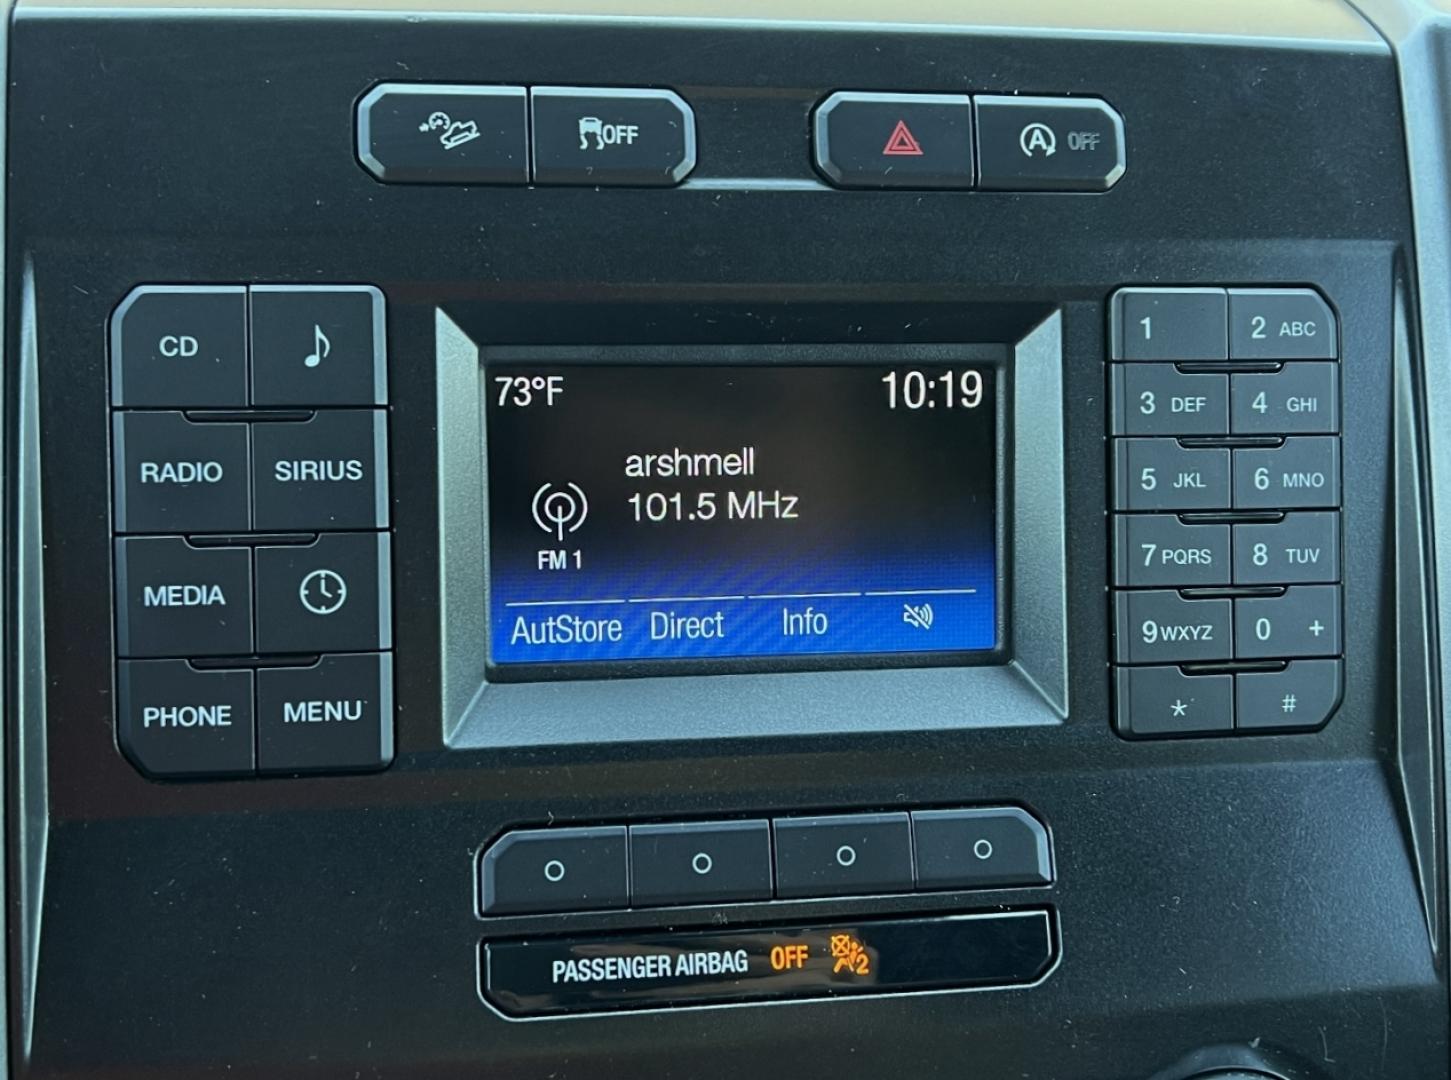 OFF
A OFF
CD
RADIO SIRIUS
MEDIA
PHONE MENU
73°F 10:19
arshmell
101.5 MHz
FM 1
AutStore Direct Info
1 2 ABC
3 DEF 4 GHI
5 JKL 6 MNO
7 PQRS 8 TUV
9 WXYZ 0 +
* #
PASSENGER AIRBAG OFF 2